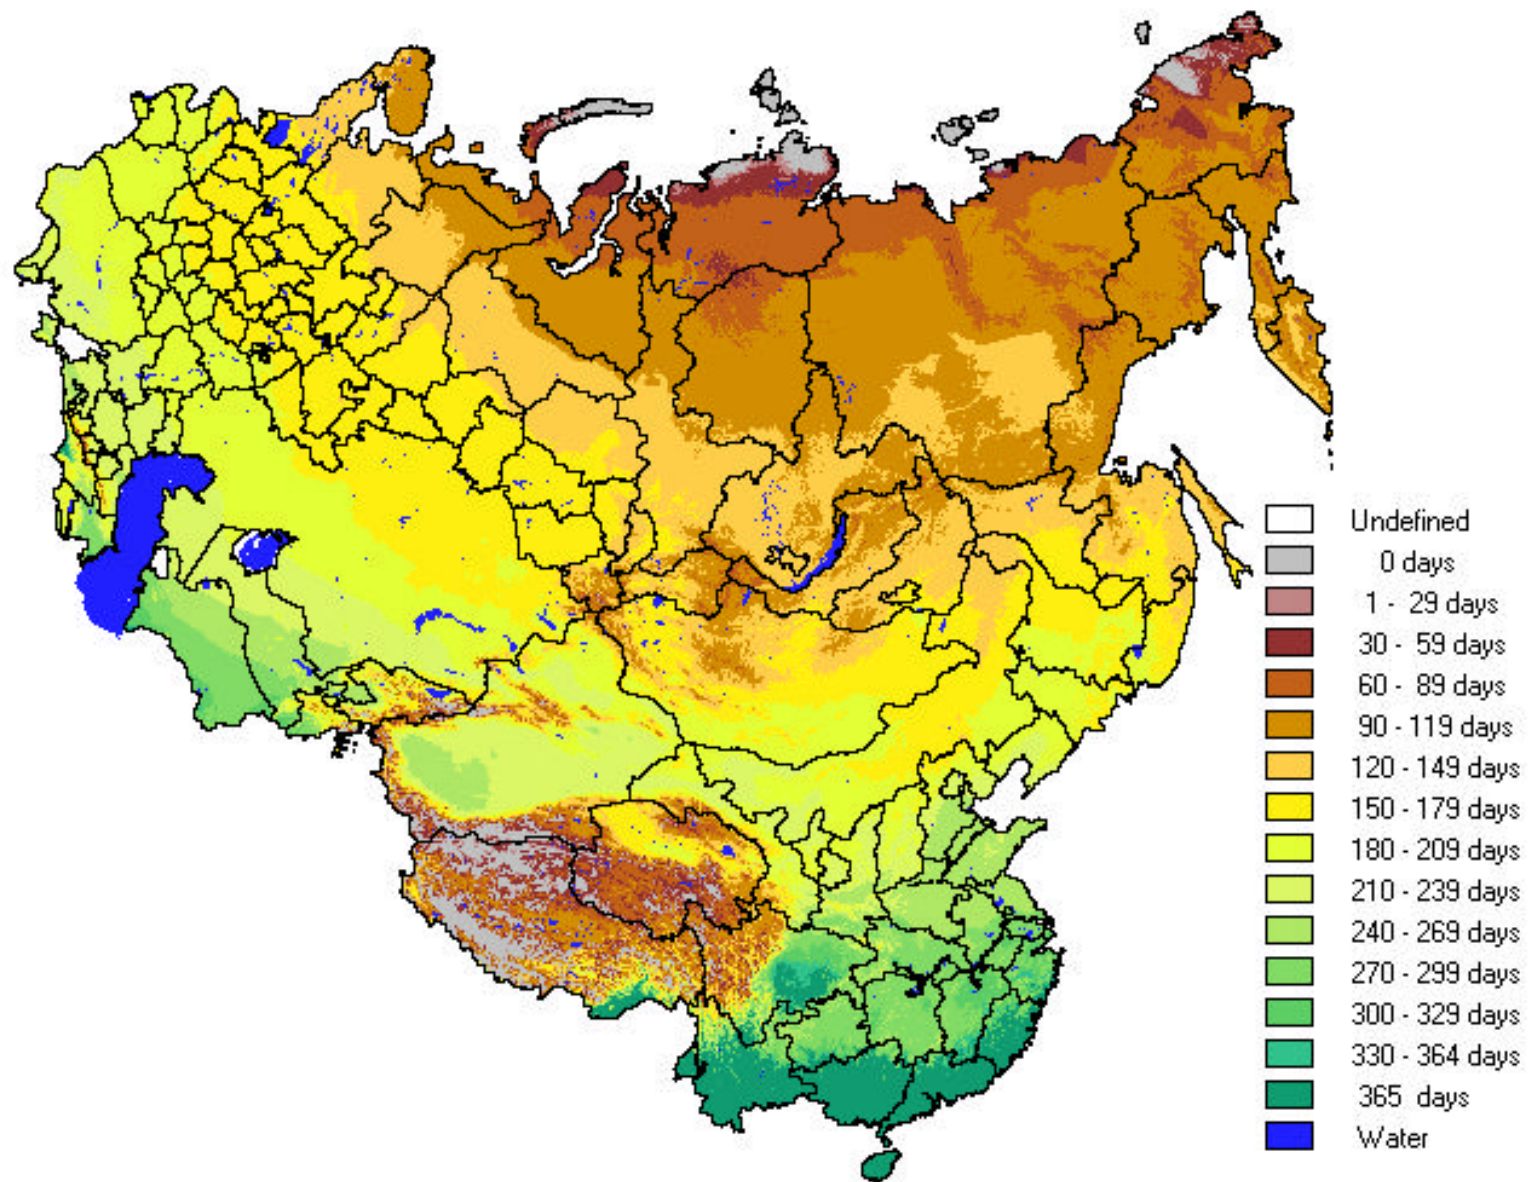 Undefined
0 days
1 - 29 days
30 - 59 days
60 - 89 days
90 - 119 days
120 - 149 days
150 - 179 days
180 - 209 days
210 - 239 days
240 - 269 days
270 - 299 days
300 - 329 days
330 - 364 days
365 days
Water